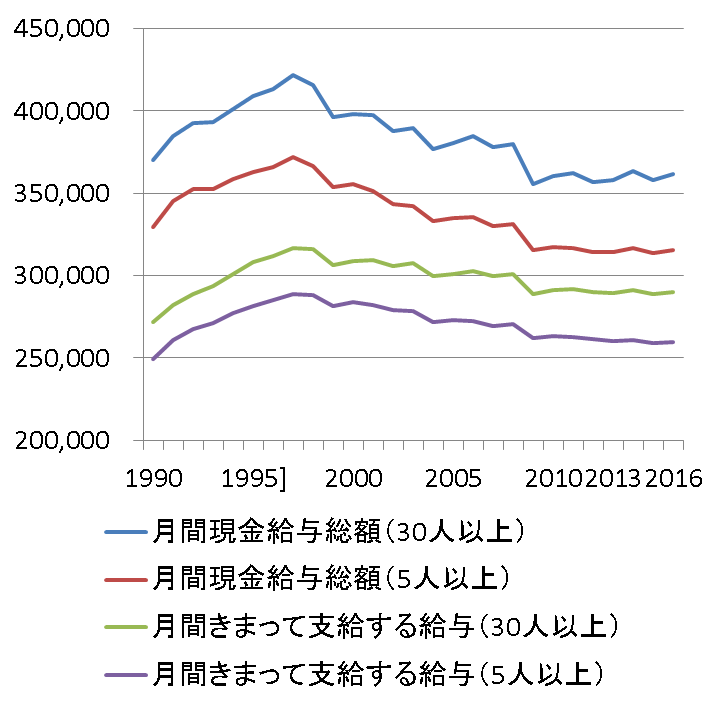 450,000
400,000
350,000
300,000
250,000
200,000
1990 1995] 2000 2005 2010 2013 2016
月間現金給与総額(30人以上)
月間現金給与総額(5人以上)
月間きまって支給する給与(30人以上)
月間きまって支給する給与(5人以上)